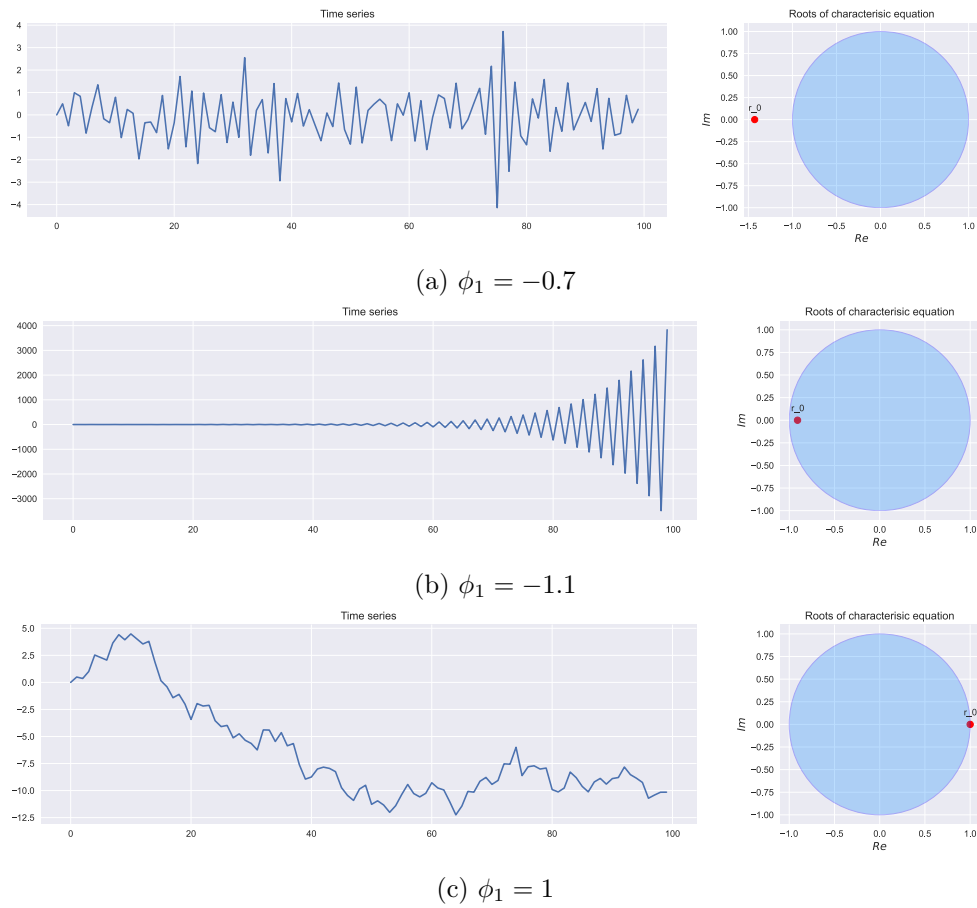 Time series
4
3
2
1
0
−1
−2
−3
−4
0 20 40 60 80 100
Roots of characterisic equation
1.00
0.75
0.50
0.25
0.00
−0.25
−0.50
−0.75
−1.00
Im
r_0
−1.5 −1.0 −0.5 0.0 0.5 1.0
Re
(a) ϕ₁ = −0.7
Time series
4000
3000
2000
1000
0
−1000
−2000
−3000
0 20 40 60 80 100
Roots of characterisic equation
1.00
0.75
0.50
0.25
0.00
−0.25
−0.50
−0.75
−1.00
Im
r_0
−1.0 −0.5 0.0 0.5 1.0
Re
(b) ϕ₁ = −1.1
Time series
5.0
2.5
0.0
−2.5
−5.0
−7.5
−10.0
−12.5
0 20 40 60 80 100
Roots of characterisic equation
1.00
0.75
0.50
0.25
0.00
−0.25
−0.50
−0.75
−1.00
Im
r_0
−1.0 −0.5 0.0 0.5 1.0
Re
(c) ϕ₁ = 1